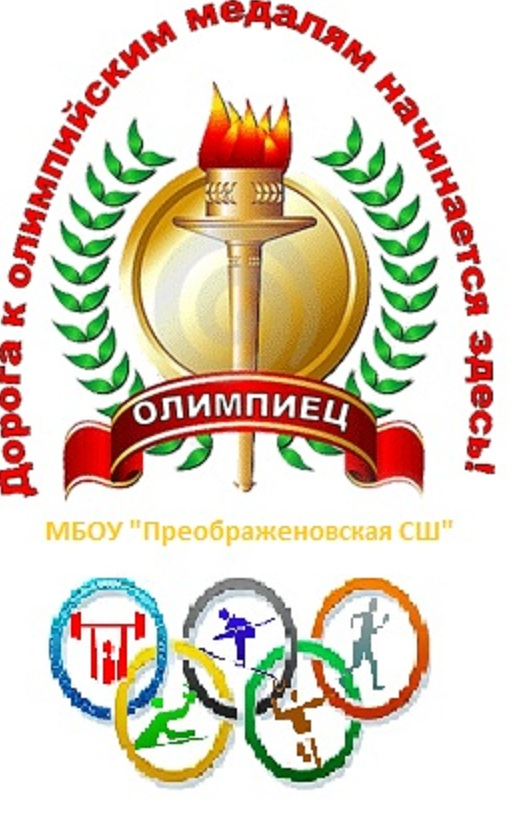 Дорога к олимпийским медалям начинается здесь!
ОЛИМПИЕЦ
МБОУ "Преображеновская СШ"